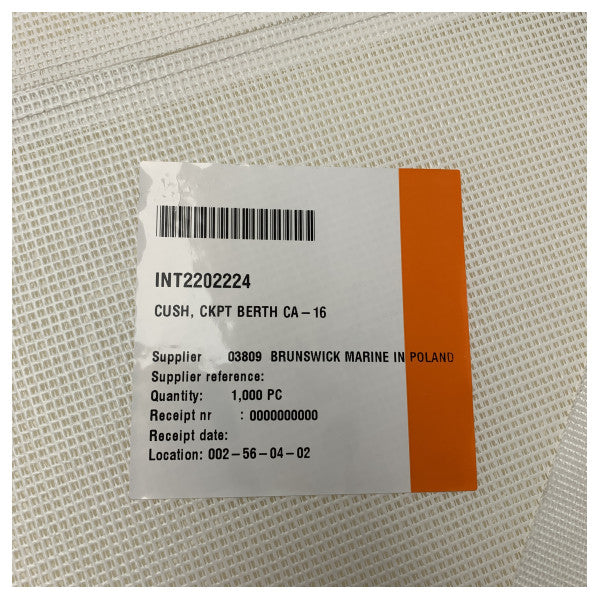 INT2202224
CUSH, CKPT BERTH CA-16
Supplier 03809 BRUNSWICK MARINE IN POLAND
Supplier reference:
Quantity: 1,000 PC
Receipt nr : 0000000000
Receipt date:
Location: 002-56-04-02